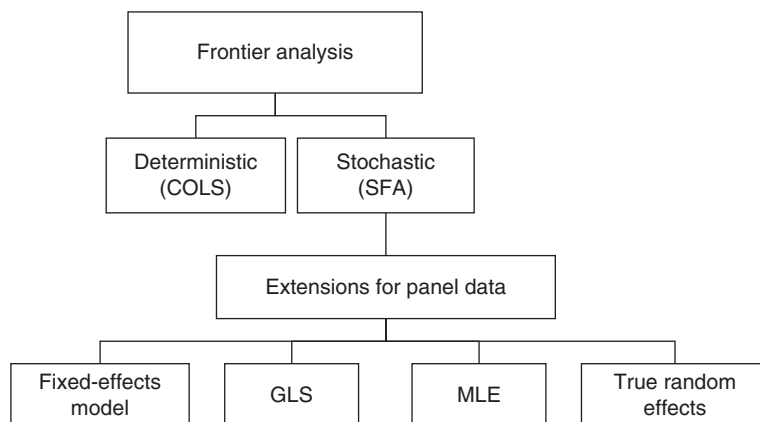 Frontier analysis
Deterministic
(COLS)
Stochastic
(SFA)
Extensions for panel data
Fixed-effects
model
GLS
MLE
True random
effects